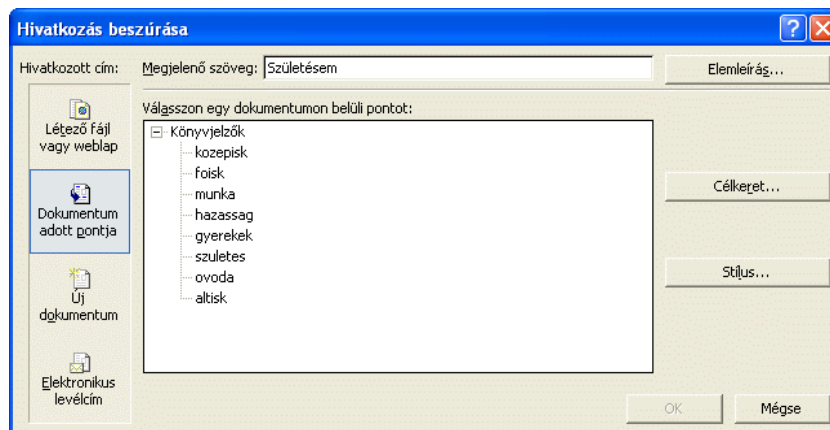 Hivatkozás beszúrása
Hivatkozott cím:
Megjelenő szöveg: Születésem
Elemleírás...
Létező fájl
vagy weblap
Dokumentum
adott pontja
Új
dokumentum
Elektronikus
levélcím
Válasszon egy dokumentumon belüli pontot:
Könyvjelzők
kozepisk
foisk
munka
hazassag
gyerekek
szuletes
ovoda
altisk
Célkeret...
Stílus...
OK
Mégse